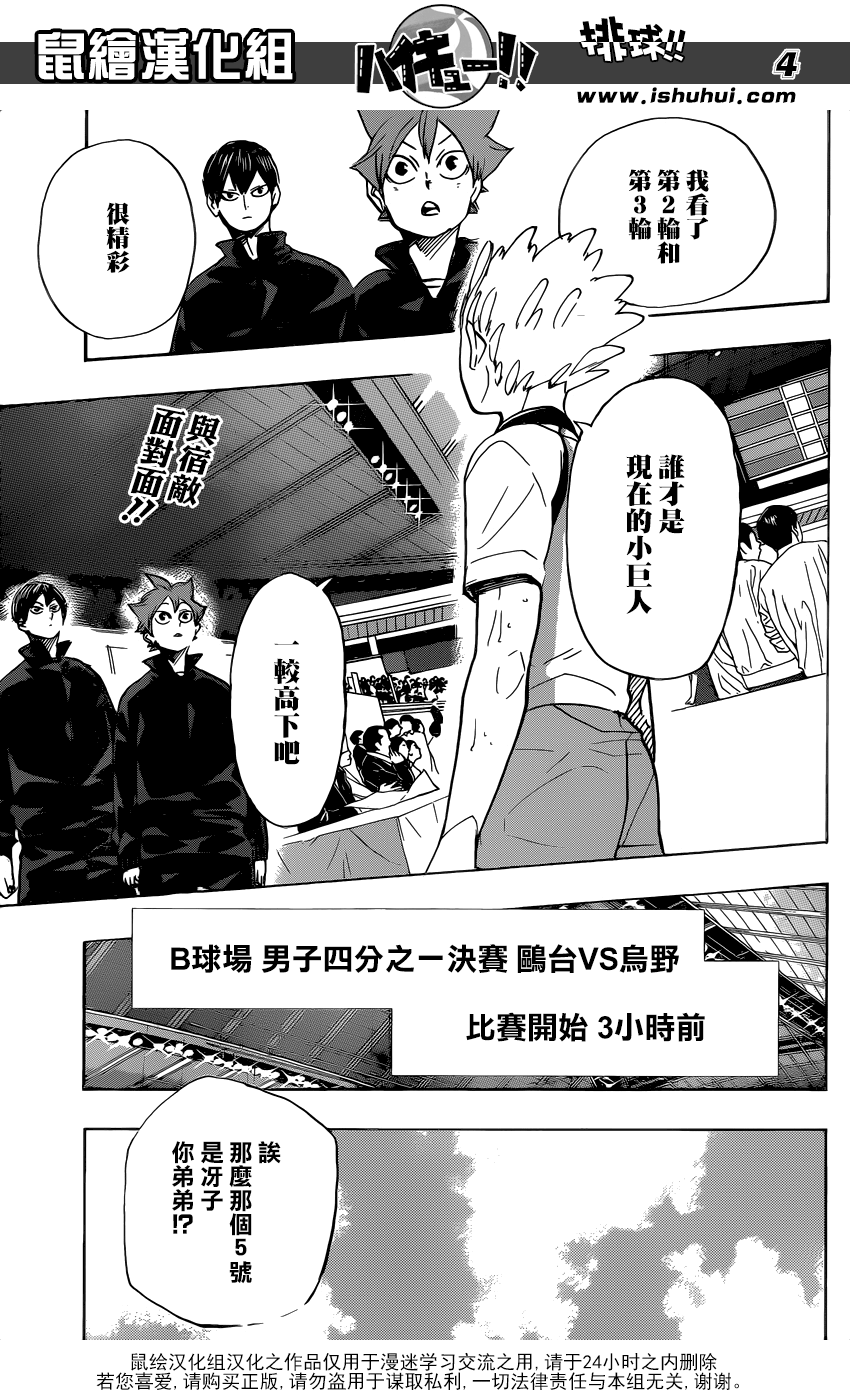 鼠繪漢化組
ハイキュー!!
排球!!
4
www.ishuhui.com
我看了
第2輪和
第3輪
很精彩
誰才是
現在的小巨人
與宿敵
面對面!!
一較高下吧
B球場 男子四分之一決賽 鷗台VS烏野
比賽開始 3小時前
誒
那麼那個5號
是冴子
你弟弟!?
鼠绘汉化组汉化之作品仅用于漫迷学习交流之用,请于24小时之内删除
若您喜爱,请购买正版,请勿盗用于谋取私利,一切法律责任与本组无关,谢谢。